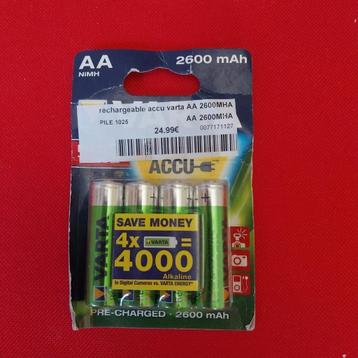 AA
NiMH
2600 mAh
rechargeable accu varta AA 2600MHA
PILE 1025
AA 2600MHA
24.99€
0077171127
ACCU
SAVE MONEY
4x VARTA =
4000
Alkaline
in Digital Cameras vs. VARTA ENERGY*
VARTA
PRE-CHARGED - 2600 mAh